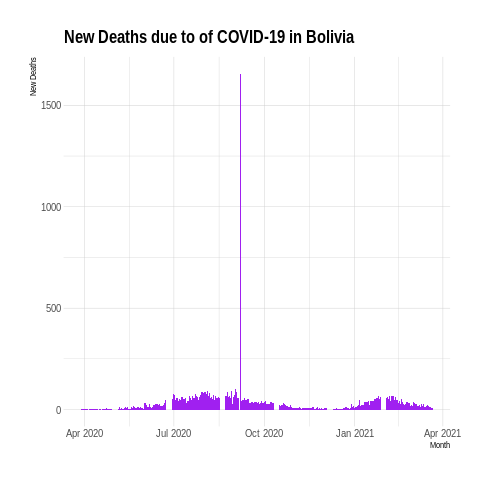 New Deaths due to of COVID-19 in Bolivia
New Deaths
1500
1000
500
0
Apr 2020
Jul 2020
Oct 2020
Jan 2021
Apr 2021
Month